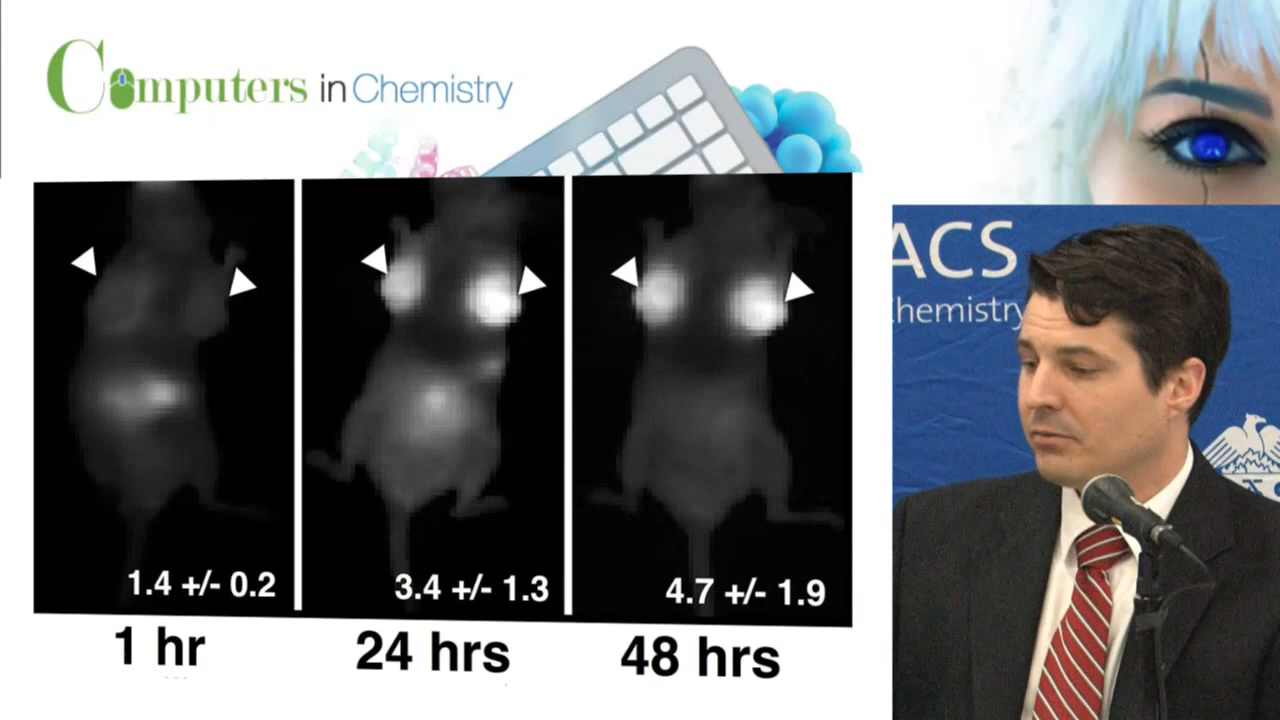 Computers in Chemistry
ACS
Chemistry
1.4 +/- 0.2
3.4 +/- 1.3
4.7 +/- 1.9
1 hr
24 hrs
48 hrs